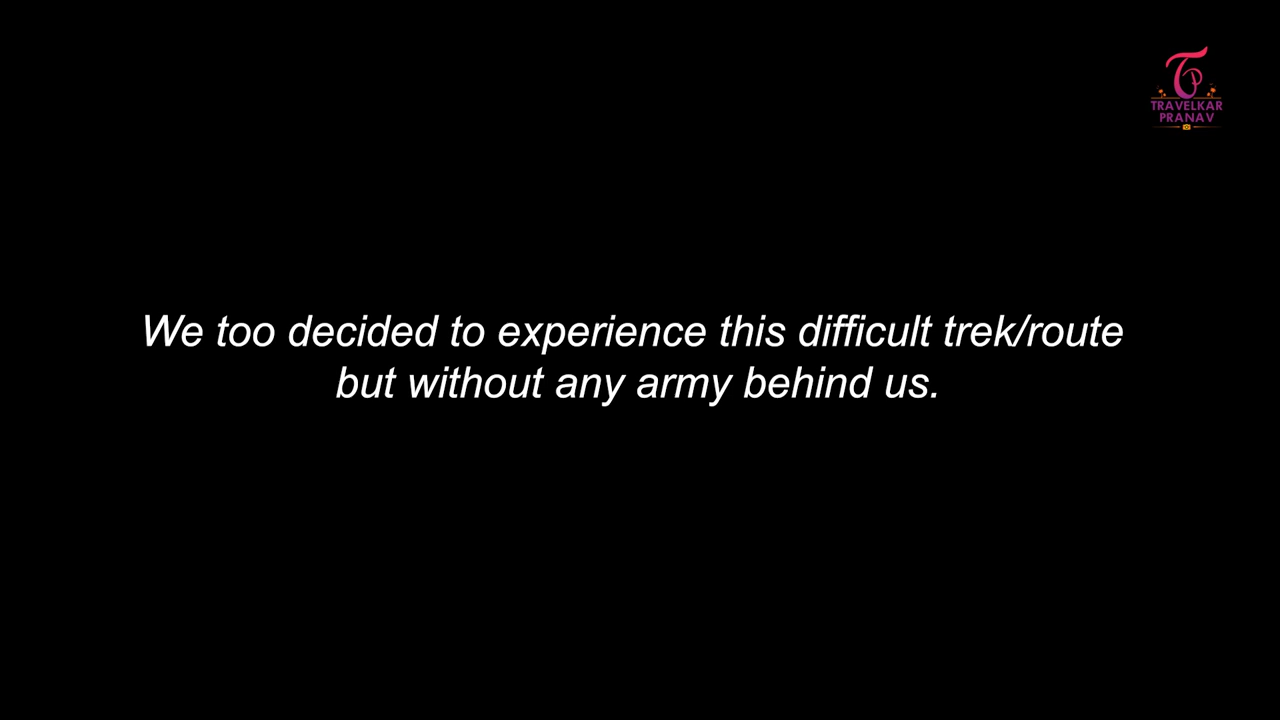 TRAVELKAR
PRANAV
We too decided to experience this difficult trek/route
but without any army behind us.